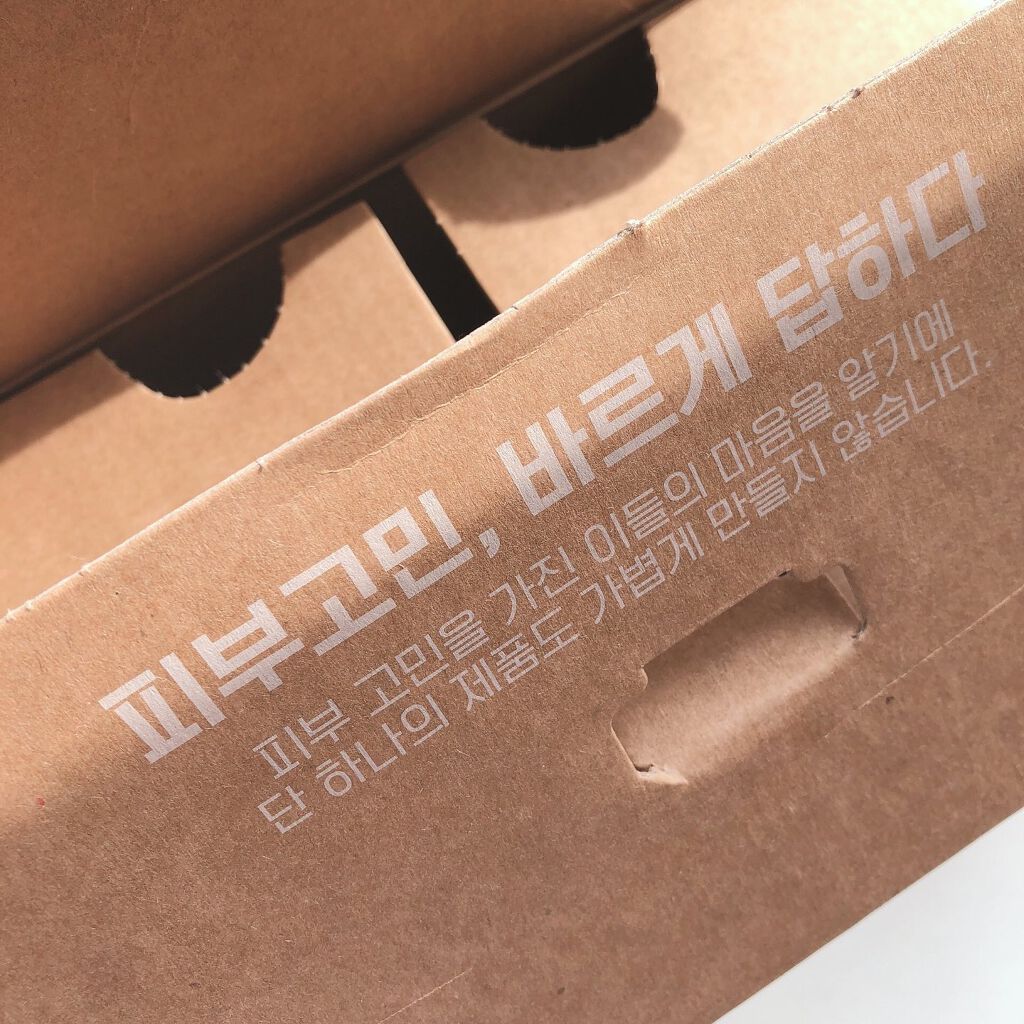 피부고민, 바르게 답하다
피부 고민을 가진 이들의 마음을 알기에
단 하나의 제품도 가볍게 만들지 않습니다.